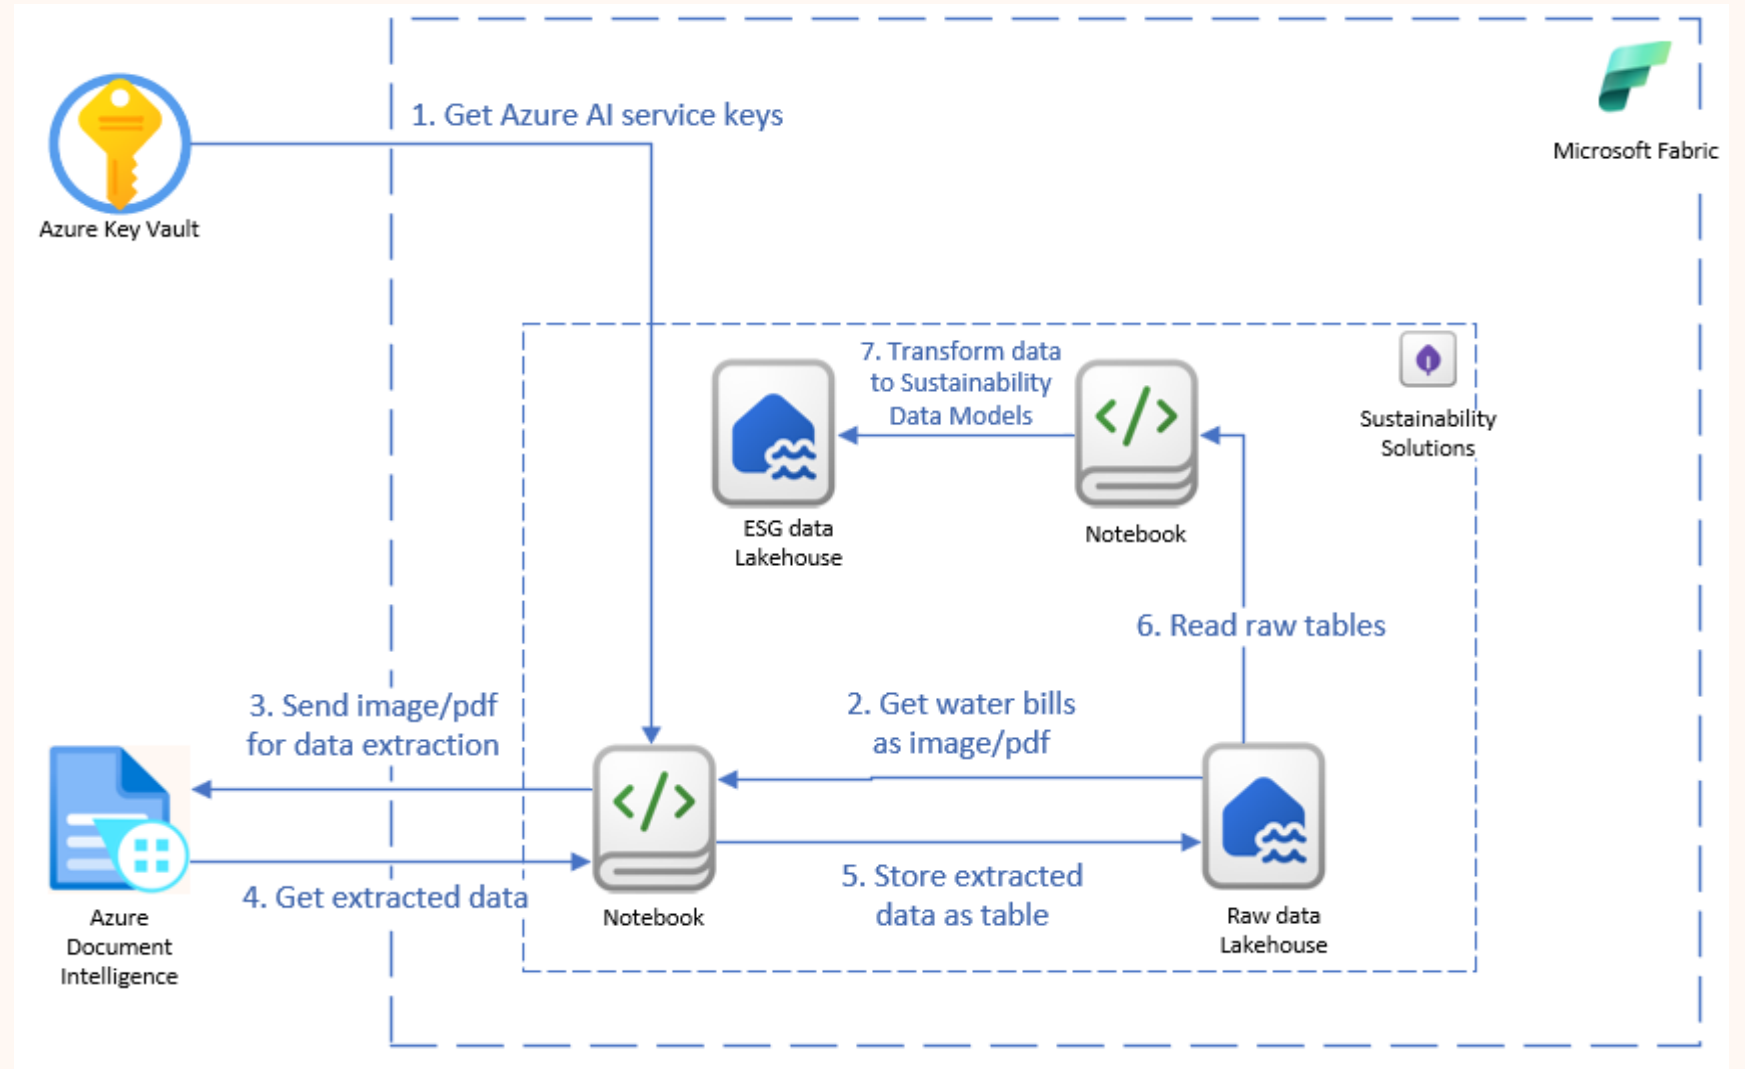 1. Get Azure AI service keys
Microsoft Fabric
Azure Key Vault
7. Transform data
to Sustainability
Data Models
Sustainability
Solutions
ESG data
Lakehouse
Notebook
6. Read raw tables
3. Send image/pdf
for data extraction
2. Get water bills
as image/pdf
4. Get extracted data
5. Store extracted
data as table
Azure
Document
Intelligence
Notebook
Raw data
Lakehouse